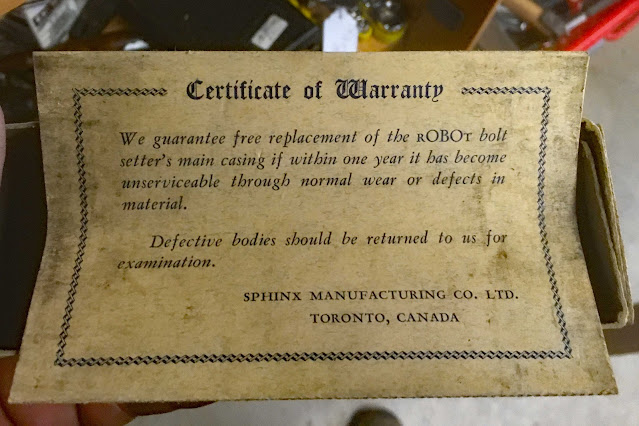 Certificate of Warranty
We guarantee free replacement of the rOBOt bolt
setter's main casing if within one year it has become
unserviceable through normal wear or defects in
material.
Defective bodies should be returned to us for
examination.
SPHINX MANUFACTURING CO. LTD.
TORONTO, CANADA